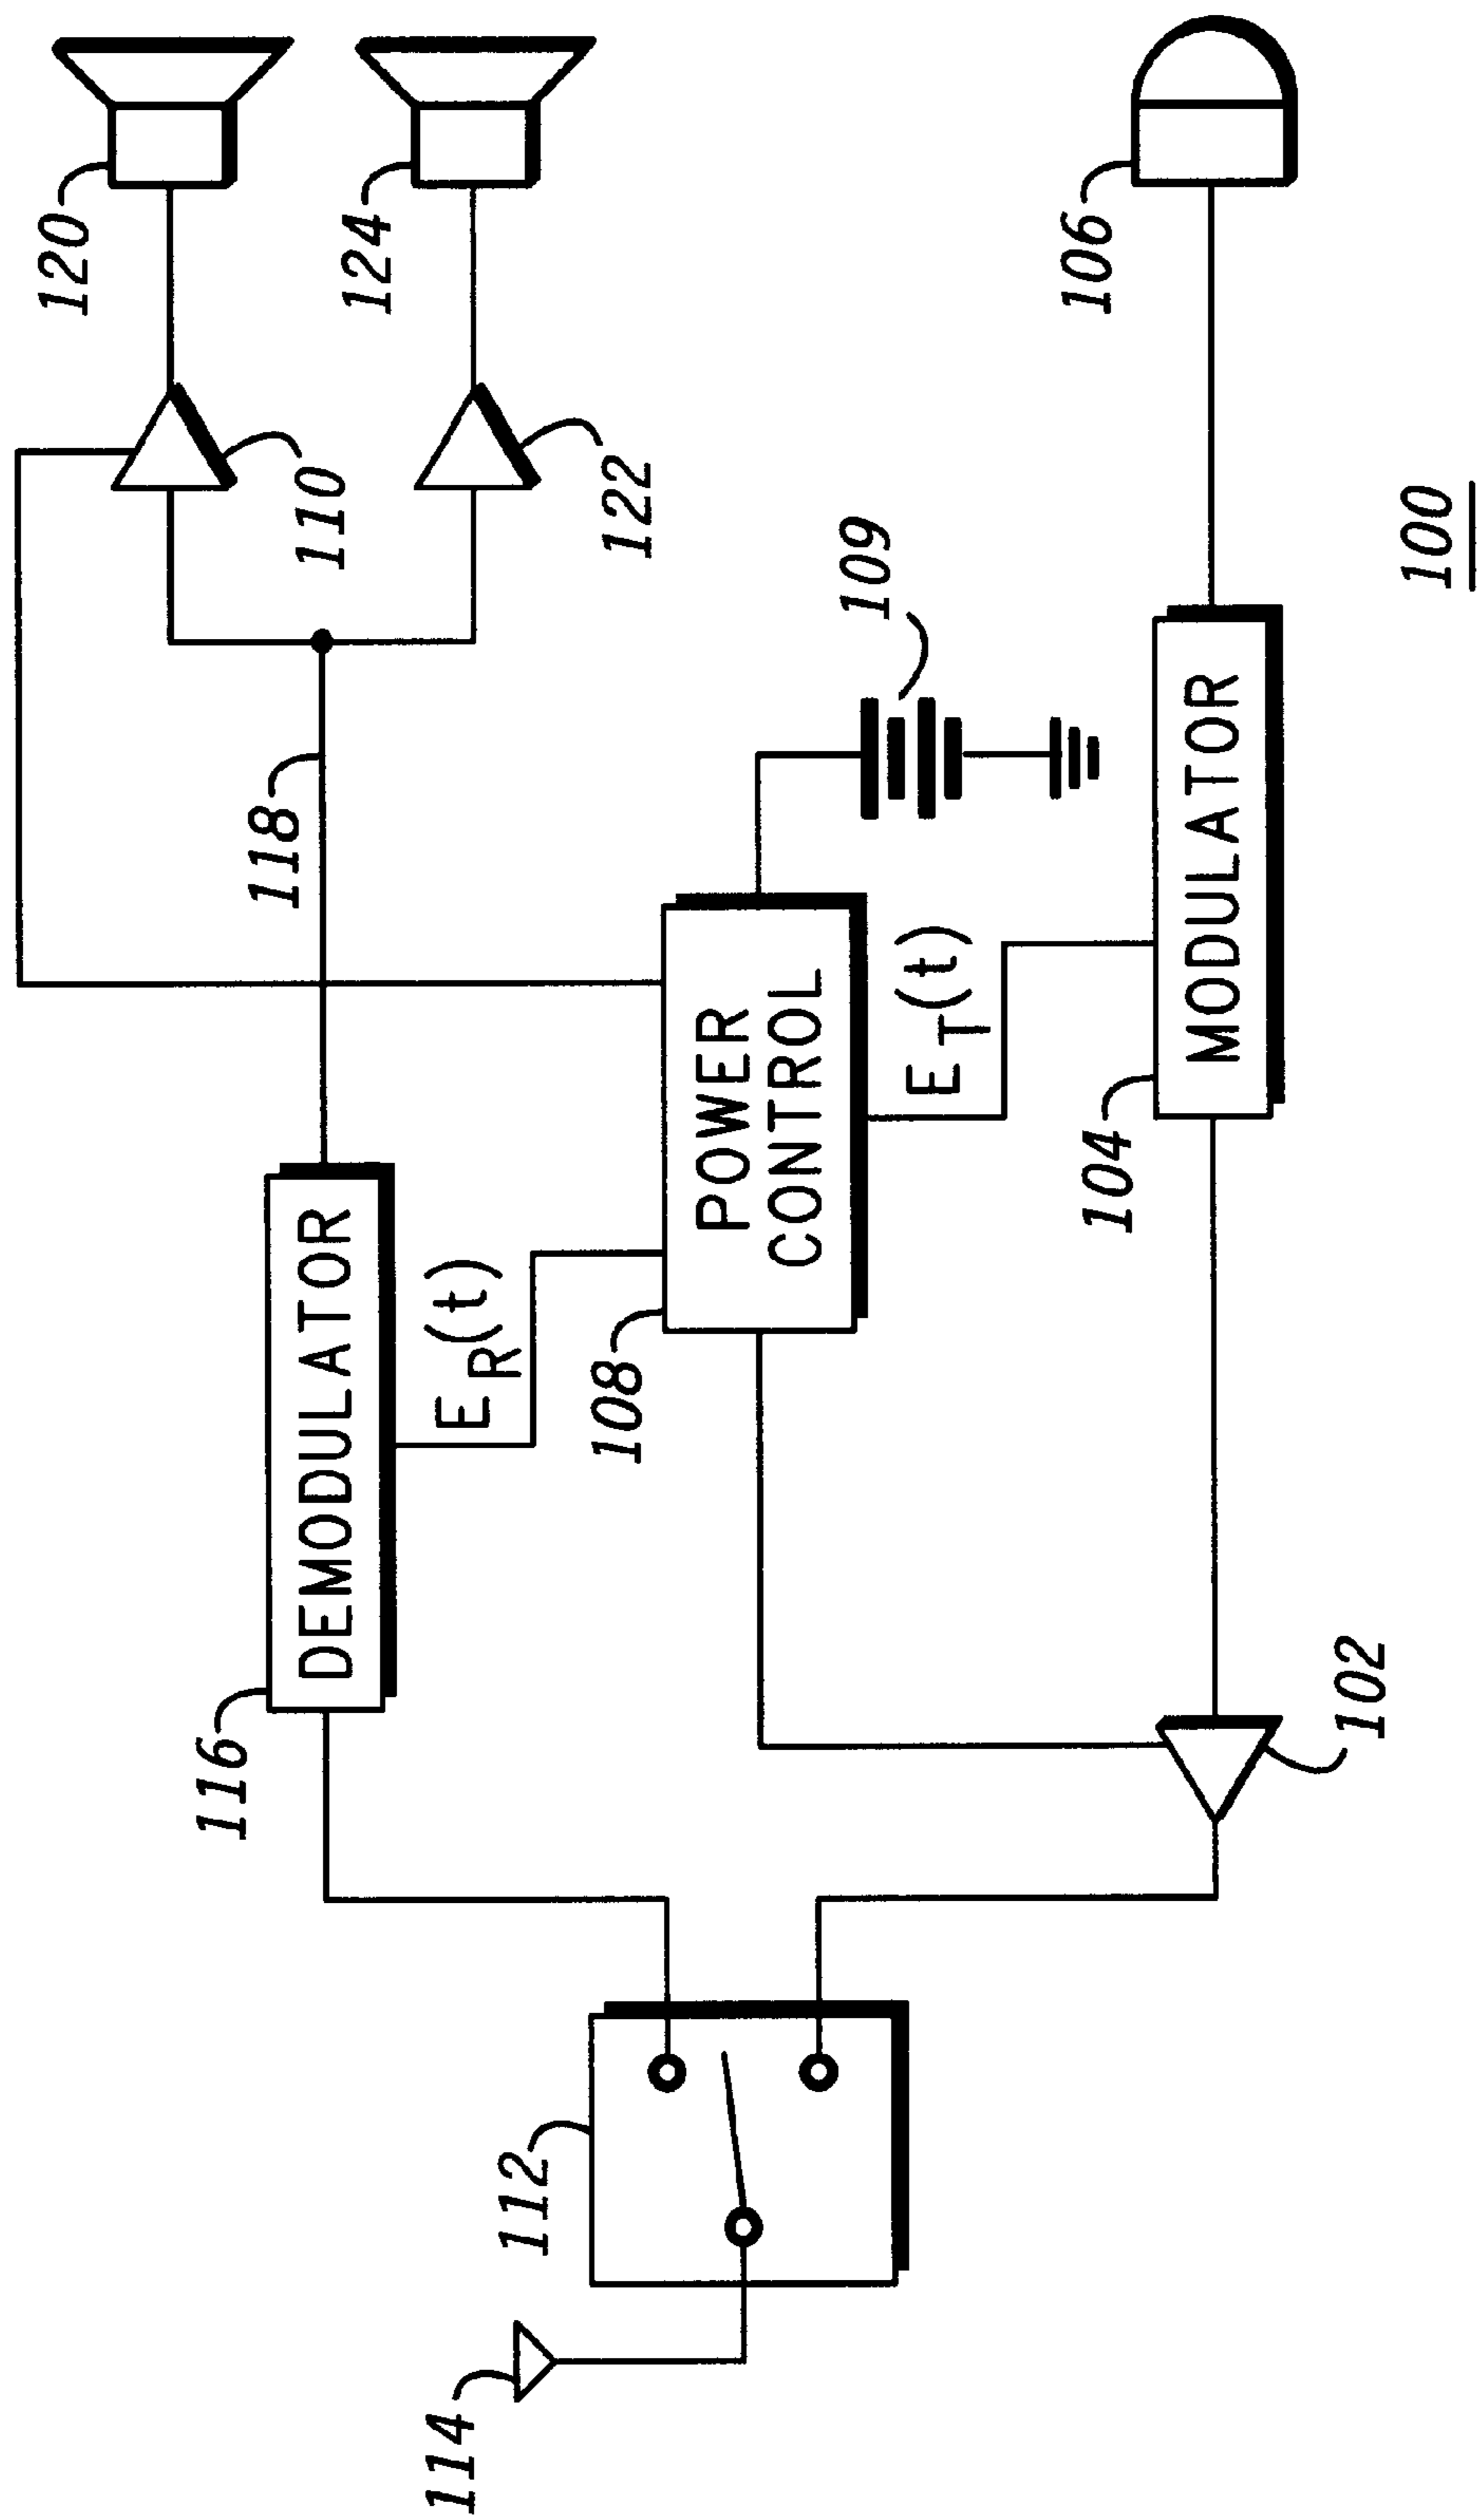 120
124
110
122
118
116
DEMODULATOR
E_R(t)
108
POWER
CONTROL
109
E_T(t)
106
104
MODULATOR
102
112
114
100